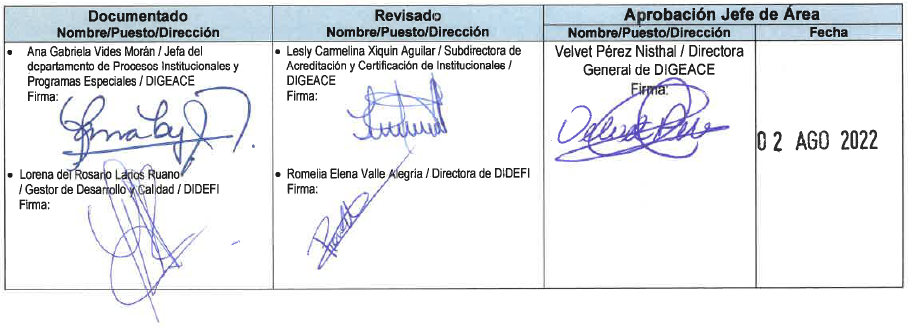 Documentado
Nombre/Puesto/Dirección
Revisado
Nombre/Puesto/Dirección
Aprobación Jefe de Área
Nombre/Puesto/Dirección
Fecha
• Ana Gabriela Vides Morán / Jefa del
departamento de Procesos Institucionales y
Programas Especiales / DIGEACE
Firma:
• Lorena del Rosario Larios Ruano
/ Gestor de Desarrollo y Calidad / DIDEFI
Firma:
• Lesly Carmelina Xiquin Aguilar / Subdirectora de
Acreditación y Certificación de Institucionales /
DIGEACE
Firma:
• Romelia Elena Valle Alegria / Directora de DIDEFI
Firma:
Velvet Pérez Nisthal / Directora
General de DIGEACE
Firma:
02 AGO 2022